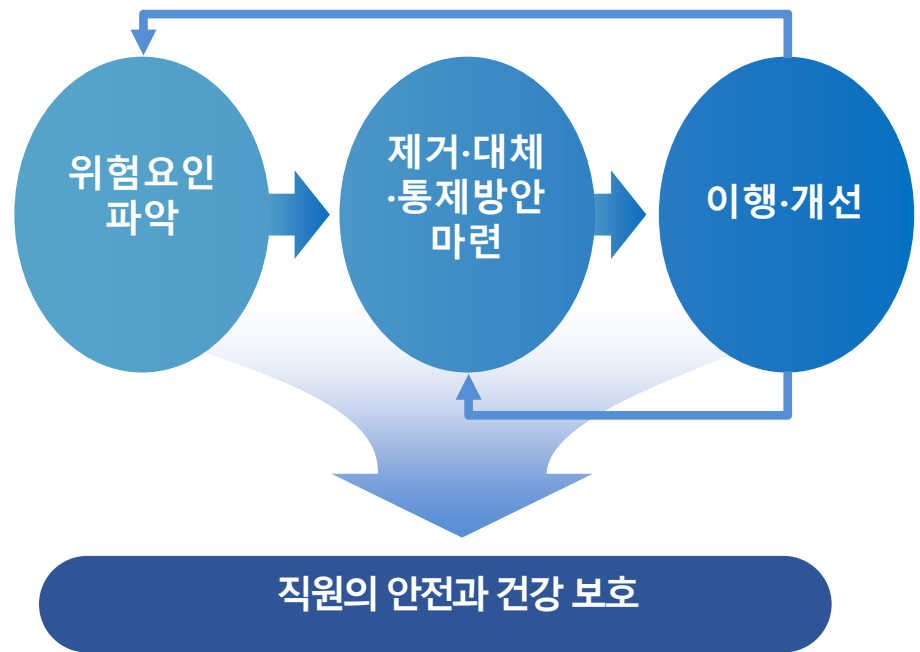 위험요인
파악
제거·대체
·통제방안
마련
이행·개선
직원의 안전과 건강 보호